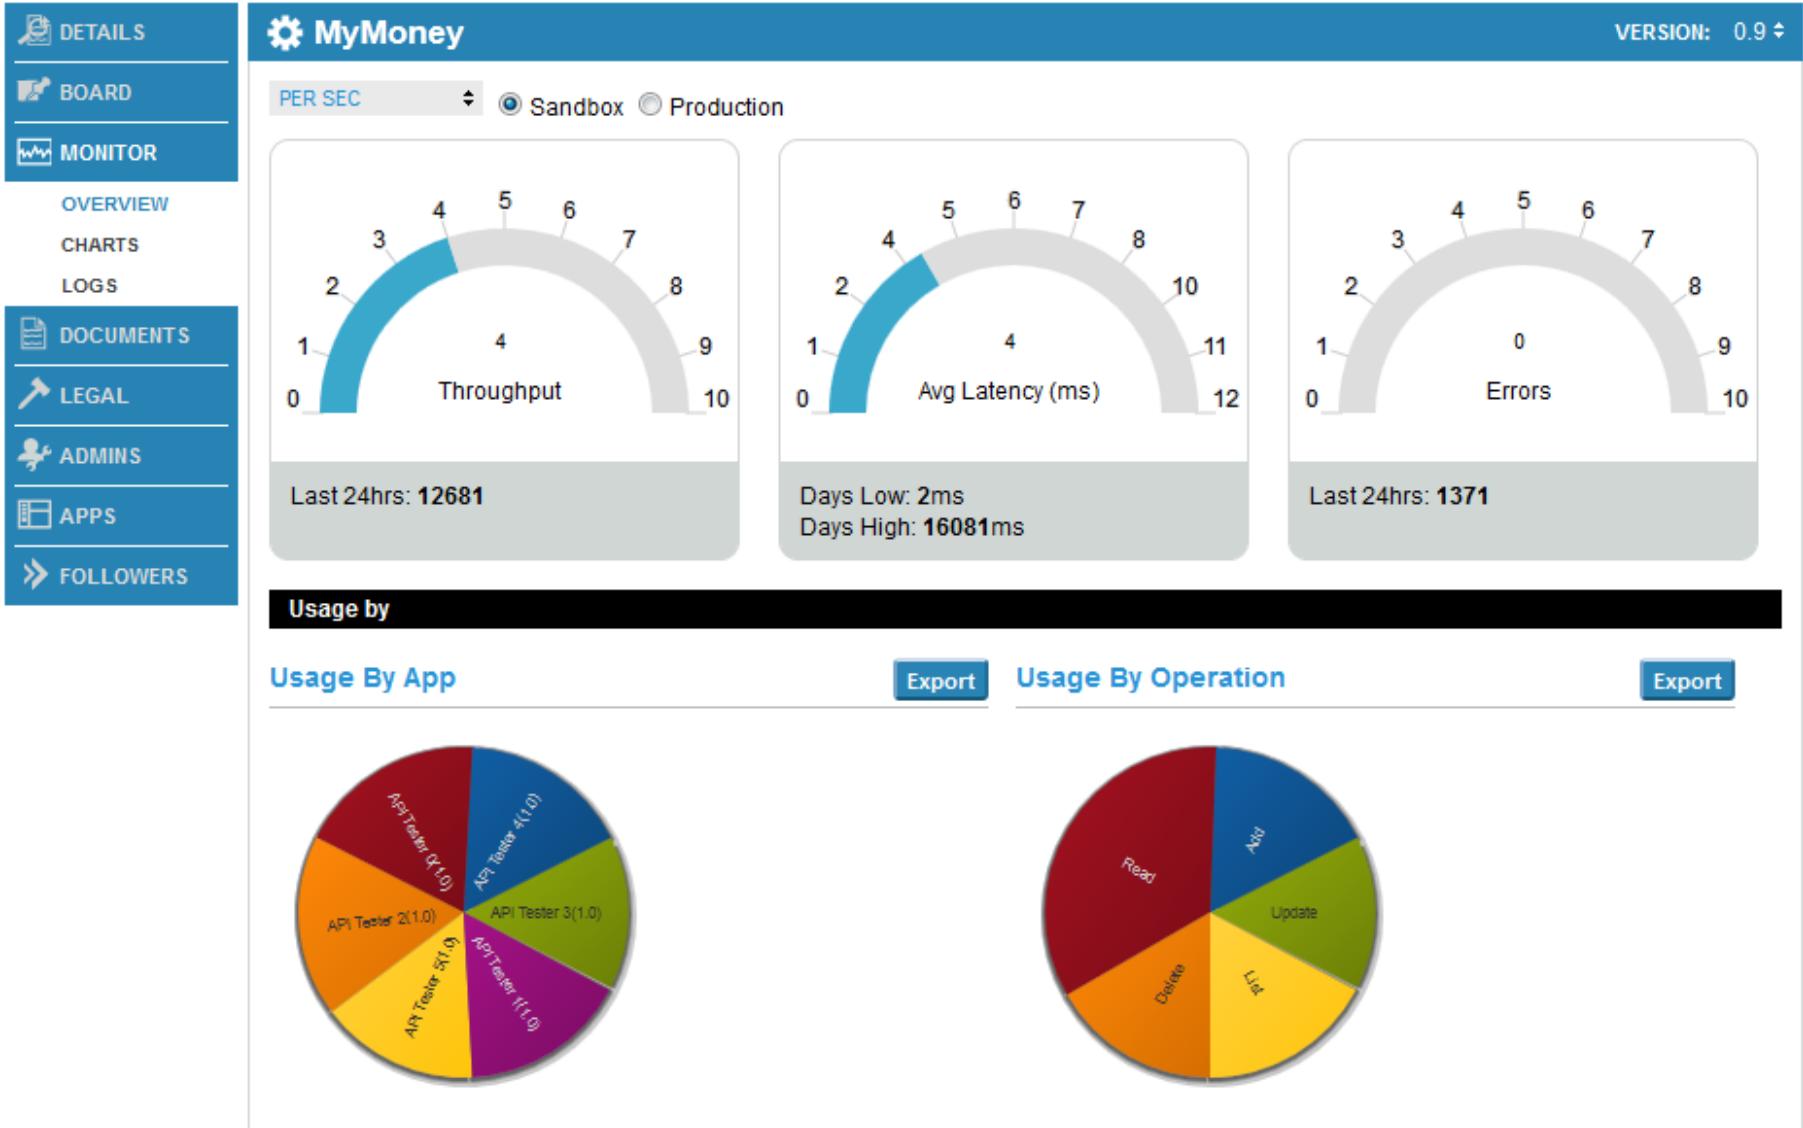 DETAILS
BOARD
MONITOR
OVERVIEW
CHARTS
LOGS
DOCUMENTS
LEGAL
ADMINS
APPS
FOLLOWERS
MyMoney
VERSION: 0.9
PER SEC
Sandbox
Production
0
1
2
3
4
5
6
7
8
9
10
4
Throughput
Last 24hrs: 12681
0
1
2
4
5
6
7
8
10
11
12
4
Avg Latency (ms)
Days Low: 2ms
Days High: 16081ms
0
1
2
3
4
5
6
7
8
9
10
0
Errors
Last 24hrs: 1371
Usage by
Usage By App
Export
API Tester 0(1.0)
API Tester 4(1.0)
API Tester 2(1.0)
API Tester 3(1.0)
API Tester 5(1.0)
API Tester 1(1.0)
Usage By Operation
Export
Read
Add
Update
Delete
List